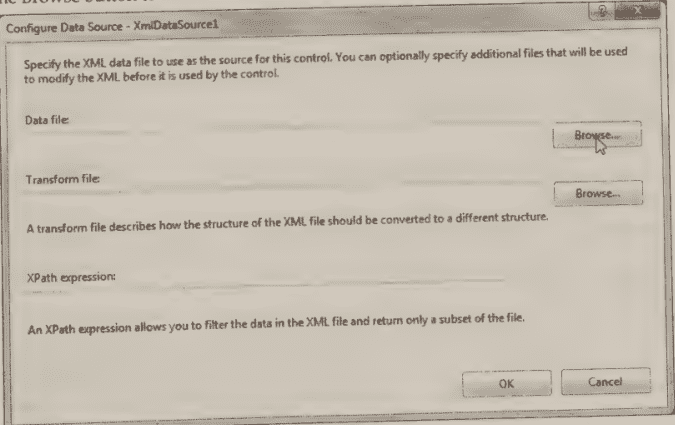 Configure Data Source - XmlDataSource1
Specify the XML data file to use as the source for this control. You can optionally specify additional files that will be used
to modify the XML before it is used by the control.
Data file:
Browse...
Transform file:
Browse...
A transform file describes how the structure of the XML file should be converted to a different structure.
XPath expression:
An XPath expression allows you to filter the data in the XML file and return only a subset of the file.
OK
Cancel